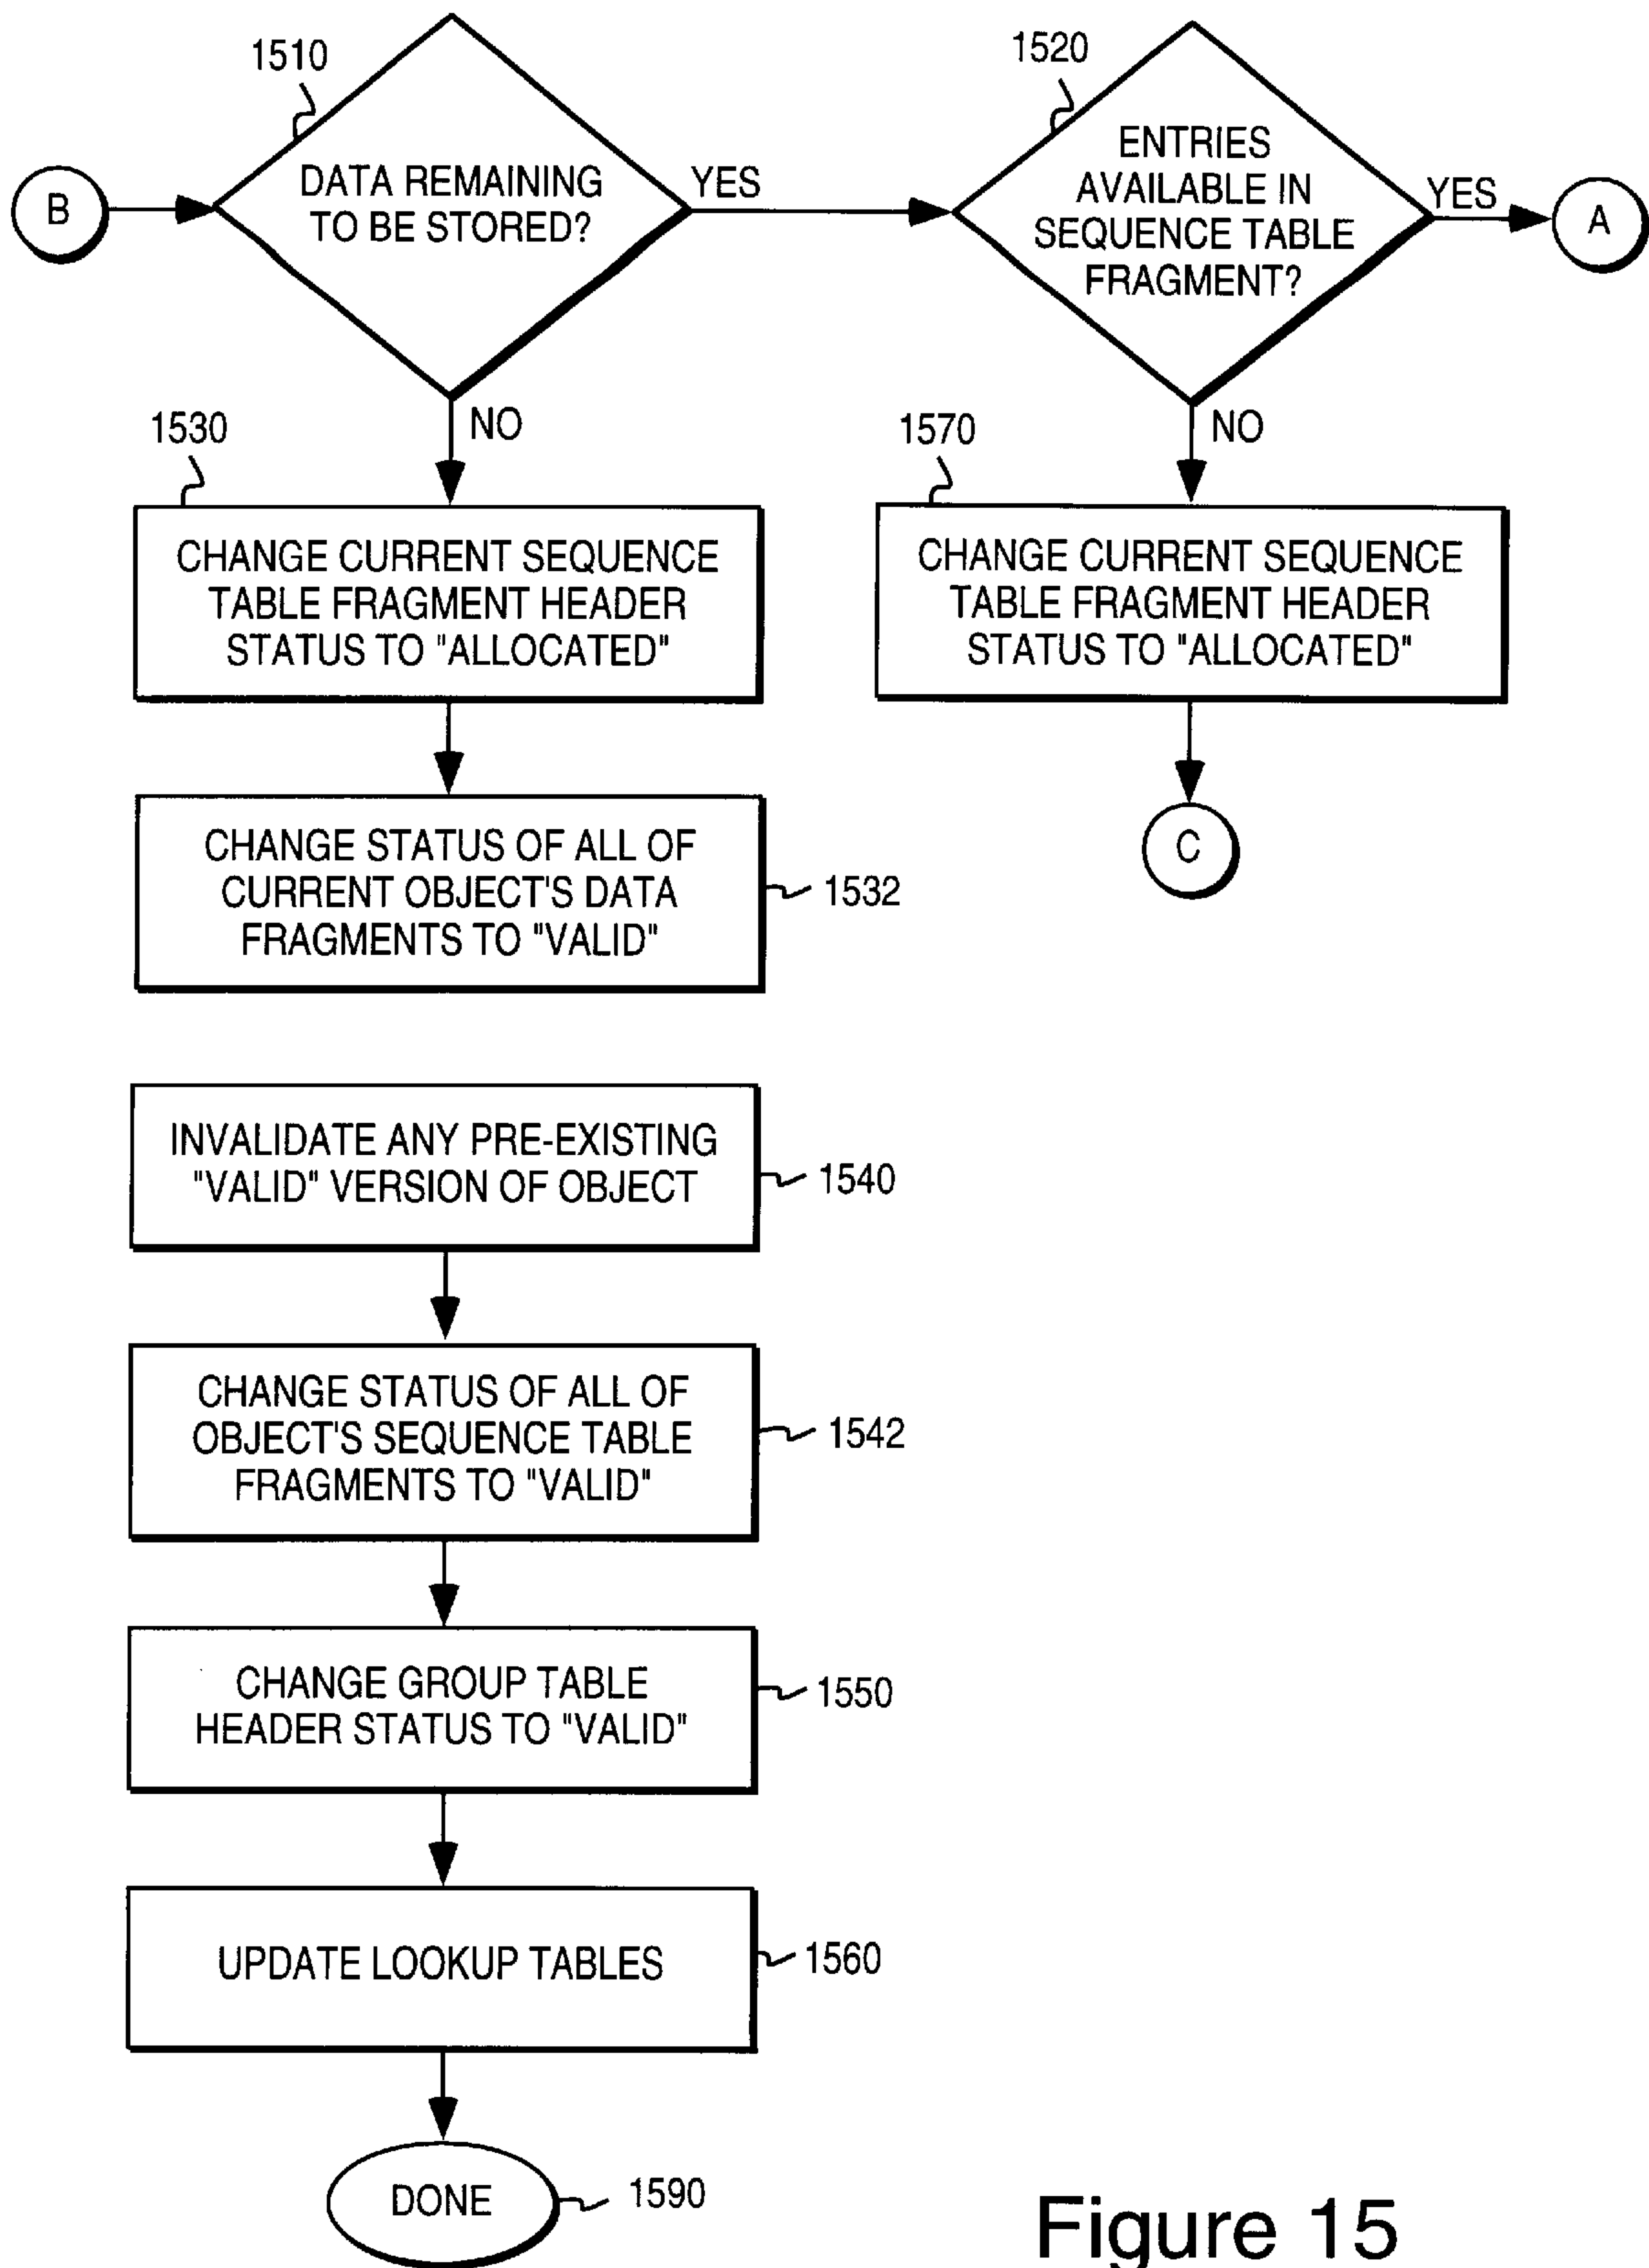 1510
1520
B
DATA REMAINING
TO BE STORED?
YES
ENTRIES
AVAILABLE IN
SEQUENCE TABLE
FRAGMENT?
YES
A
NO
NO
1530
CHANGE CURRENT SEQUENCE
TABLE FRAGMENT HEADER
STATUS TO "ALLOCATED"
1570
CHANGE CURRENT SEQUENCE
TABLE FRAGMENT HEADER
STATUS TO "ALLOCATED"
C
CHANGE STATUS OF ALL OF
CURRENT OBJECT'S DATA
FRAGMENTS TO "VALID"
1532
INVALIDATE ANY PRE-EXISTING
"VALID" VERSION OF OBJECT
1540
CHANGE STATUS OF ALL OF
OBJECT'S SEQUENCE TABLE
FRAGMENTS TO "VALID"
1542
CHANGE GROUP TABLE
HEADER STATUS TO "VALID"
1550
UPDATE LOOKUP TABLES
1560
DONE
1590
Figure 15